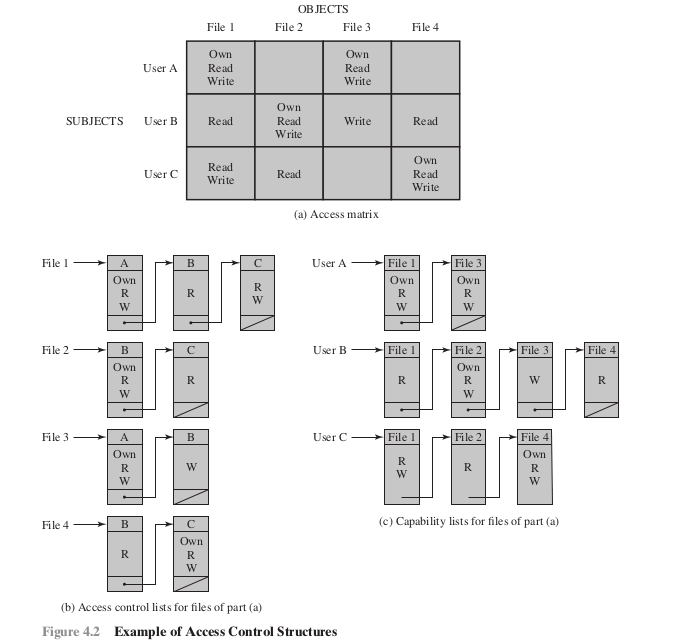 OBJECTS
File 1 File 2 File 3 File 4
SUBJECTS
User A
Own
Read
Write
Own
Read
Write
User B
Read
Own
Read
Write
Write
Read
User C
Read
Write
Read
Own
Read
Write
(a) Access matrix
File 1
A
Own
R
W
B
R
C
R
W
File 2
B
Own
R
W
C
R
File 3
A
Own
R
W
B
W
File 4
B
R
C
Own
R
W
(b) Access control lists for files of part (a)
User A
File 1
Own
R
W
File 3
Own
R
W
User B
File 1
R
File 2
Own
R
W
File 3
W
File 4
R
User C
File 1
R
W
File 2
R
File 4
Own
R
W
(c) Capability lists for files of part (a)
Figure 4.2 Example of Access Control Structures